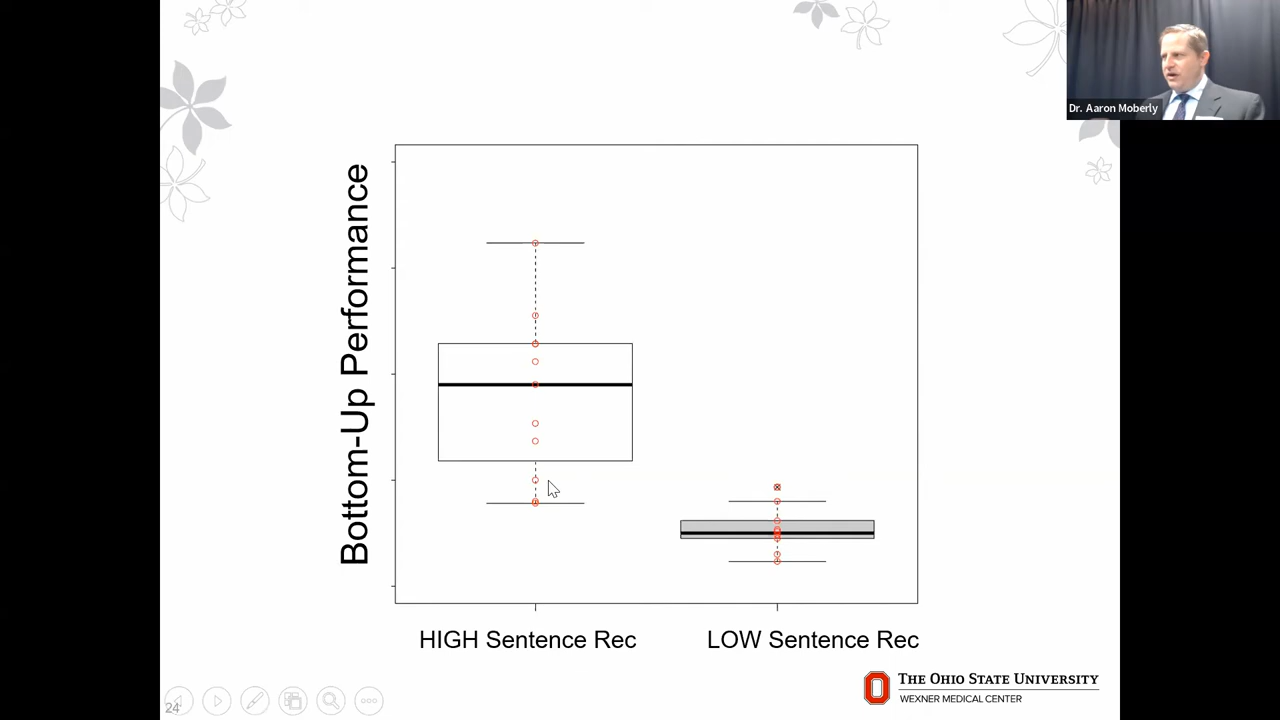 Dr. Aaron Moberly
Bottom-Up Performance
HIGH Sentence Rec
LOW Sentence Rec
THE OHIO STATE UNIVERSITY
WEXNER MEDICAL CENTER
24